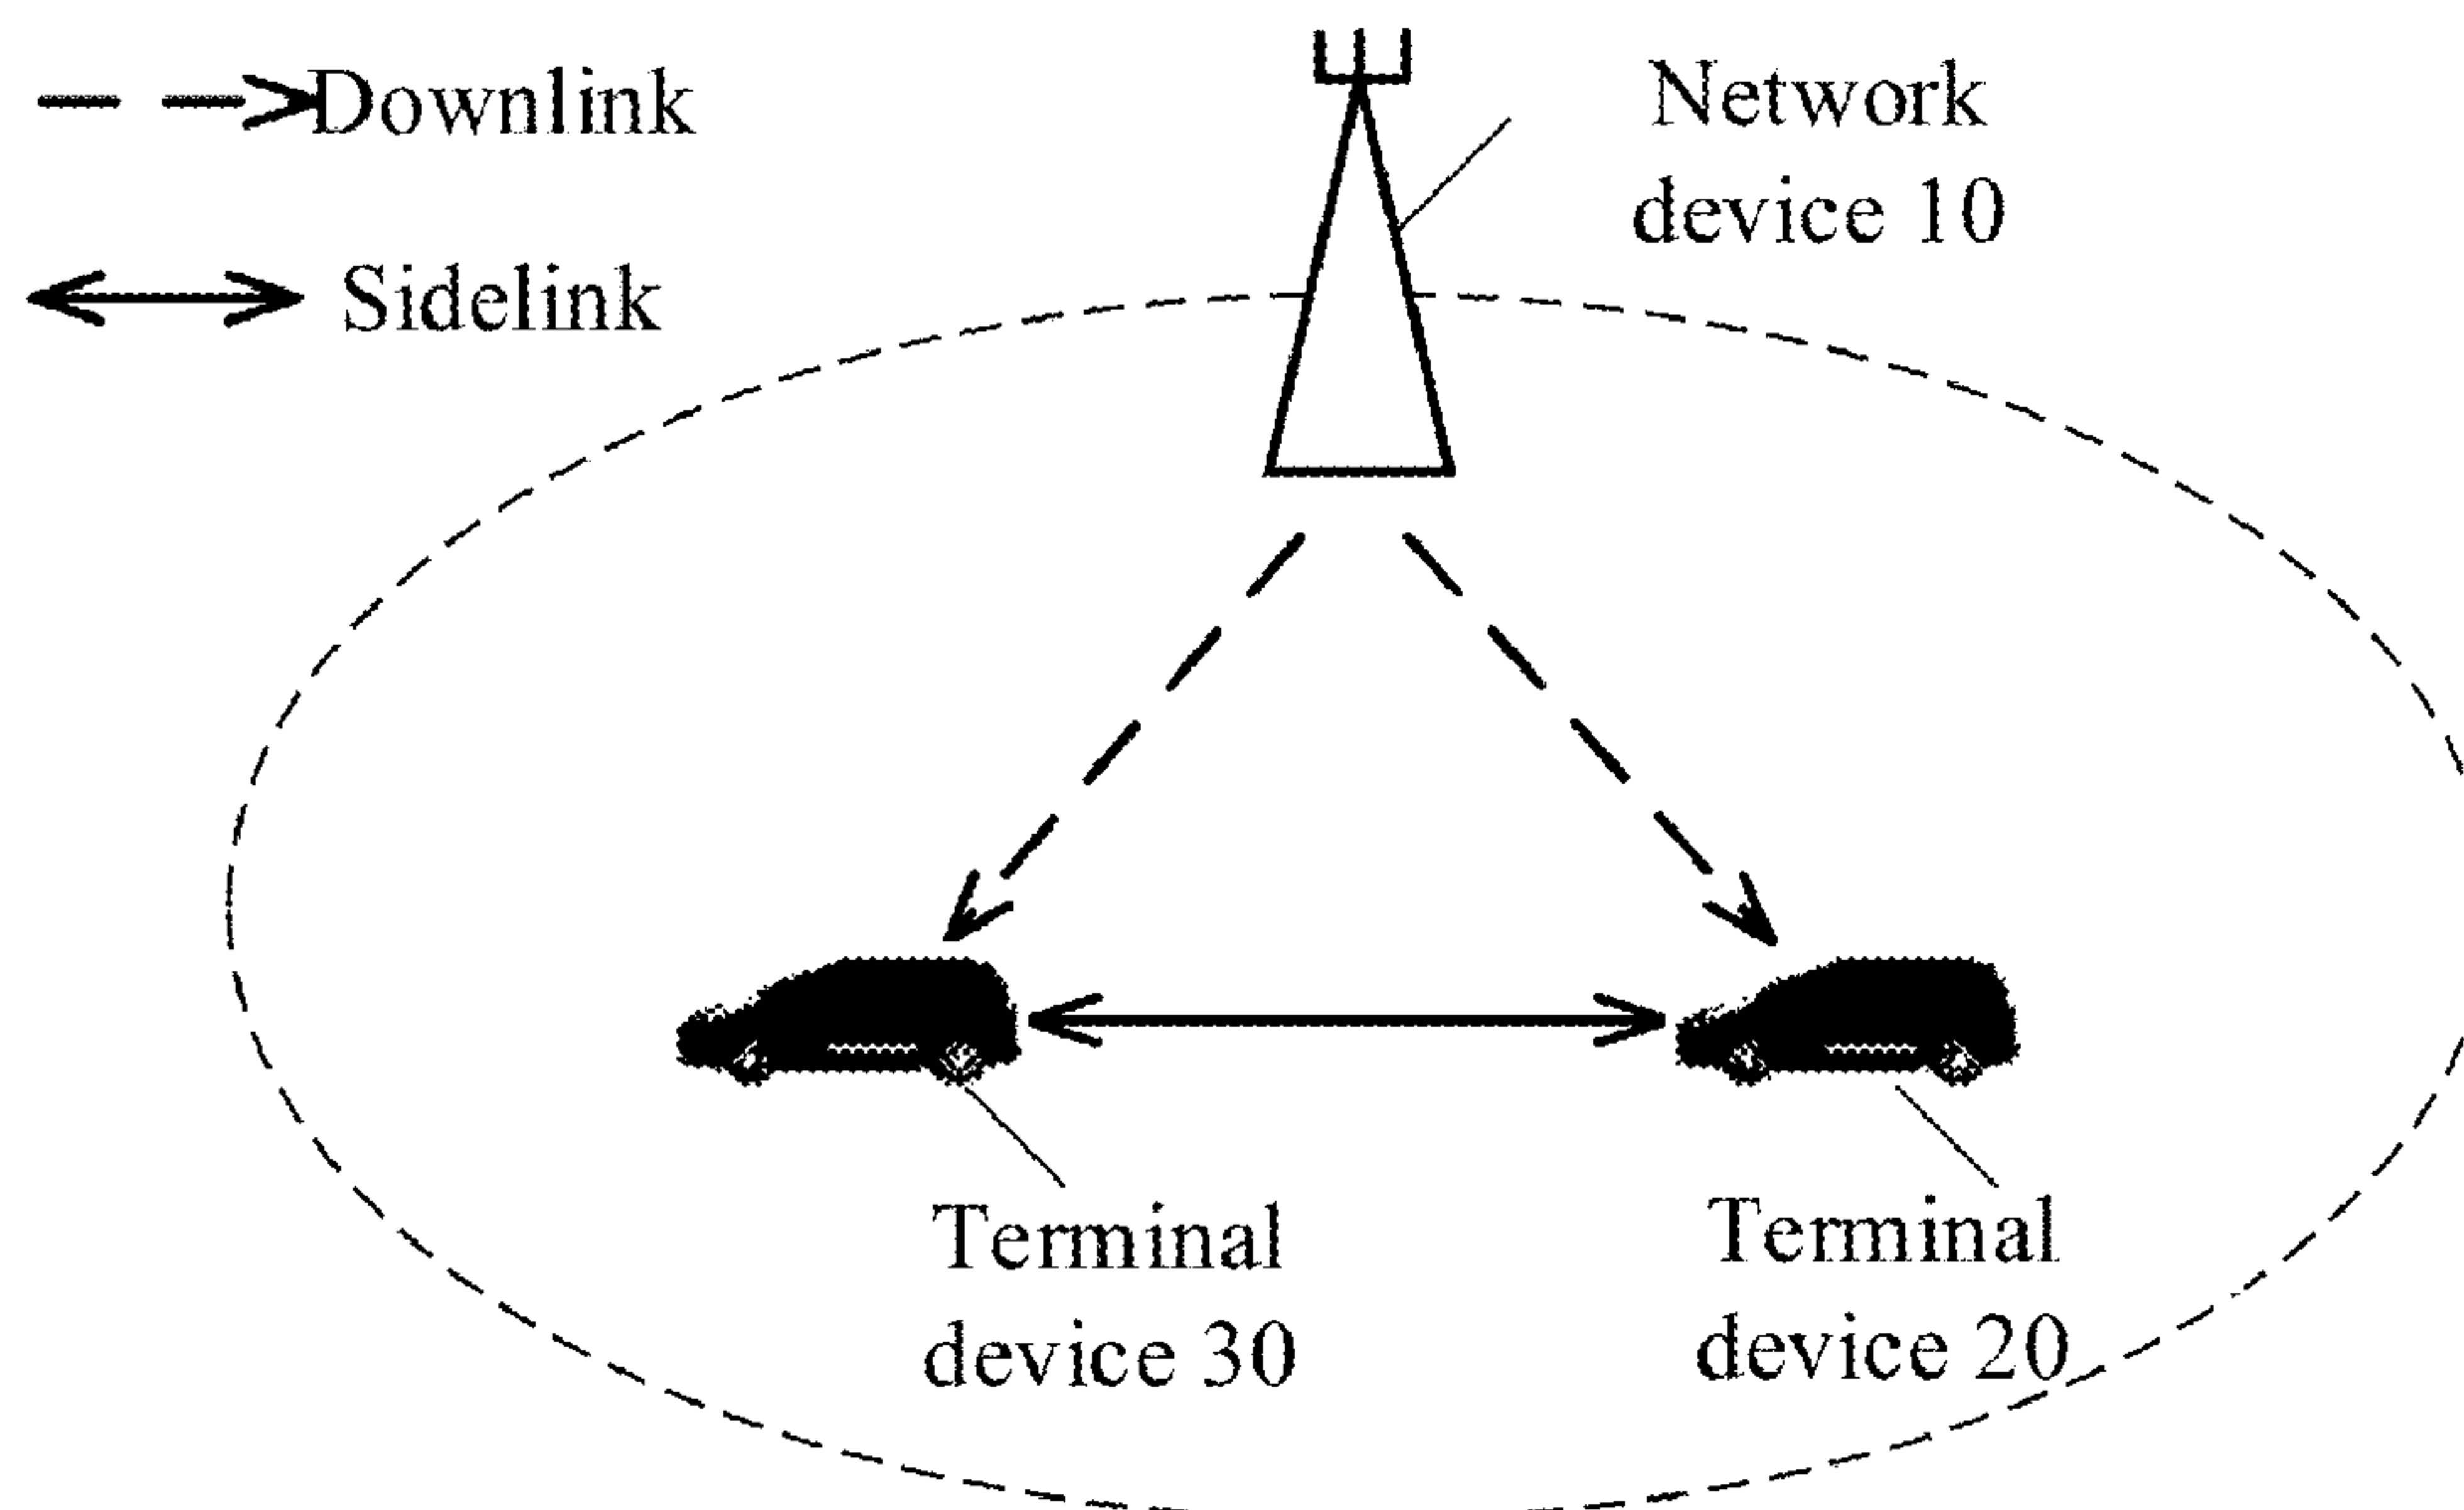 Downlink
Sidelink
Network
device 10
Terminal
device 30
Terminal
device 20